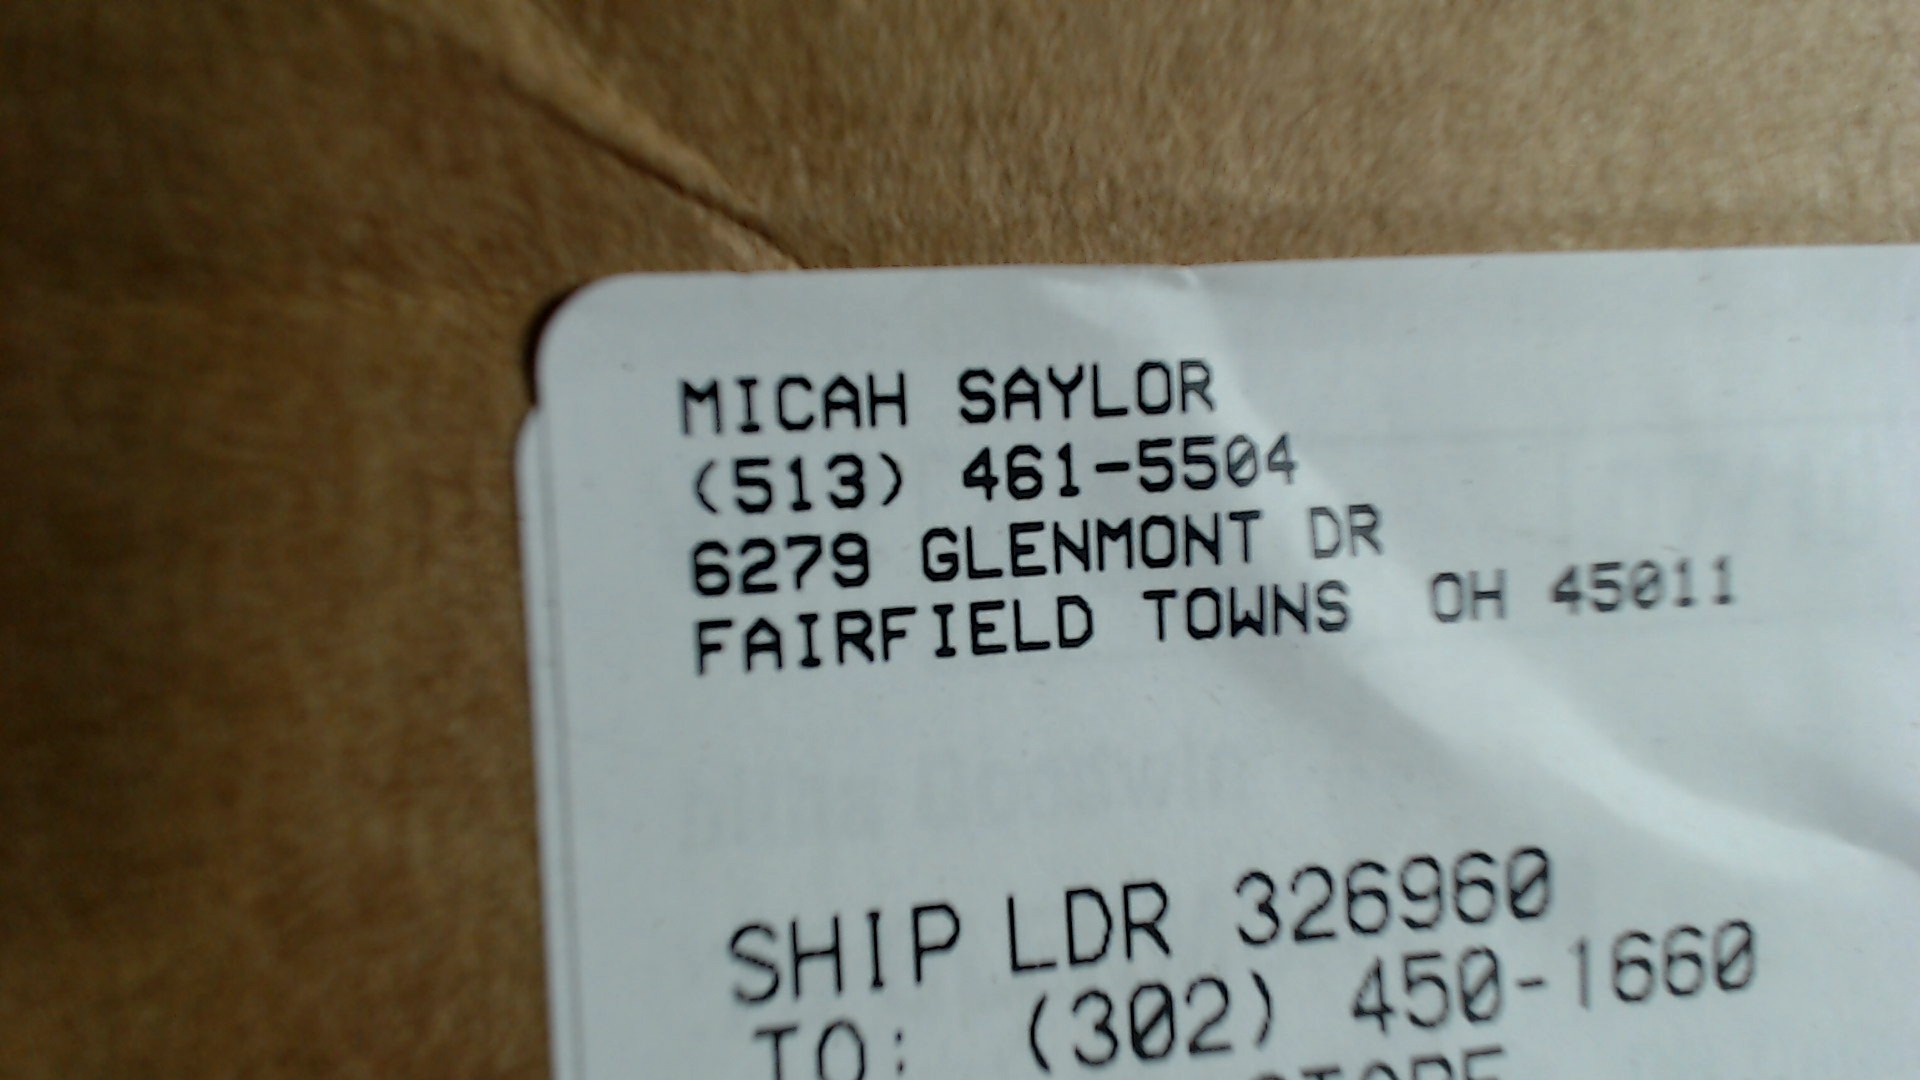 MICAH SAYLOR
(513) 461-5504
6279 GLENMONT DR
FAIRFIELD TOWNS OH 45011
SHIP LDR 326960
TO: (302) 450-1660